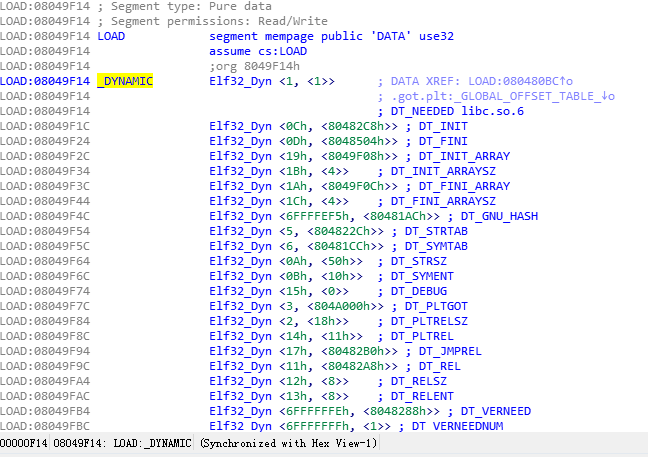 LOAD:08049F14 ; Segment type: Pure data
LOAD:08049F14 ; Segment permissions: Read/Write
LOAD:08049F14 LOAD segment mempage public 'DATA' use32
LOAD:08049F14 assume cs:LOAD
LOAD:08049F14 ;org 8049F14h
LOAD:08049F14 _DYNAMIC Elf32_Dyn <1, <1>> ; DATA XREF: LOAD:080480BC↑o
LOAD:08049F14 ; .got.plt:_GLOBAL_OFFSET_TABLE_↓o
LOAD:08049F14 ; DT_NEEDED libc.so.6
LOAD:08049F1C Elf32_Dyn <0Ch, <80482C8h>> ; DT_INIT
LOAD:08049F24 Elf32_Dyn <0Dh, <8048504h>> ; DT_FINI
LOAD:08049F2C Elf32_Dyn <19h, <8049F08h>> ; DT_INIT_ARRAY
LOAD:08049F34 Elf32_Dyn <1Bh, <4>> ; DT_INIT_ARRAYSZ
LOAD:08049F3C Elf32_Dyn <1Ah, <8049F0Ch>> ; DT_FINI_ARRAY
LOAD:08049F44 Elf32_Dyn <1Ch, <4>> ; DT_FINI_ARRAYSZ
LOAD:08049F4C Elf32_Dyn <6FFFFEF5h, <80481ACh>> ; DT_GNU_HASH
LOAD:08049F54 Elf32_Dyn <5, <804822Ch>> ; DT_STRTAB
LOAD:08049F5C Elf32_Dyn <6, <80481CCh>> ; DT_SYMTAB
LOAD:08049F64 Elf32_Dyn <0Ah, <50h>> ; DT_STRSZ
LOAD:08049F6C Elf32_Dyn <0Bh, <10h>> ; DT_SYMENT
LOAD:08049F74 Elf32_Dyn <15h, <0>> ; DT_DEBUG
LOAD:08049F7C Elf32_Dyn <3, <804A000h>> ; DT_PLTGOT
LOAD:08049F84 Elf32_Dyn <2, <18h>> ; DT_PLTRELSZ
LOAD:08049F8C Elf32_Dyn <14h, <11h>> ; DT_PLTREL
LOAD:08049F94 Elf32_Dyn <17h, <80482B0h>> ; DT_JMPREL
LOAD:08049F9C Elf32_Dyn <11h, <80482A8h>> ; DT_REL
LOAD:08049FA4 Elf32_Dyn <12h, <8>> ; DT_RELSZ
LOAD:08049FAC Elf32_Dyn <13h, <8>> ; DT_RELENT
LOAD:08049FB4 Elf32_Dyn <6FFFFFFEh, <8048288h>> ; DT_VERNEED
LOAD:08049FBC Elf32_Dyn <6FFFFFFFh, <1>> ; DT_VERNEEDNUM
00000F14 08049F14: LOAD:_DYNAMIC (Synchronized with Hex View-1)